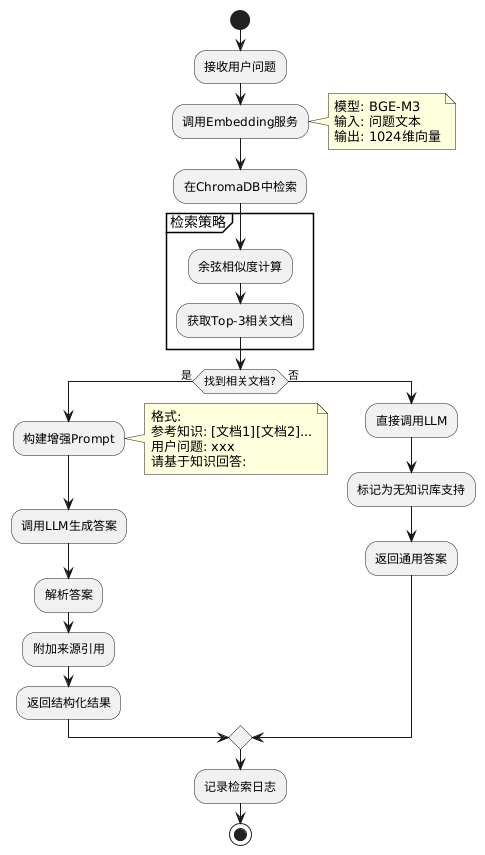 接收用户问题
调用Embedding服务
模型: BGE-M3
输入: 问题文本
输出: 1024维向量
在ChromaDB中检索
检索策略
余弦相似度计算
获取Top-3相关文档
找到相关文档?
是
否
构建增强Prompt
格式:
参考知识: [文档1][文档2]...
用户问题: xxx
请基于知识回答:
调用LLM生成答案
解析答案
附加来源引用
返回结构化结果
直接调用LLM
标记为无知识库支持
返回通用答案
记录检索日志